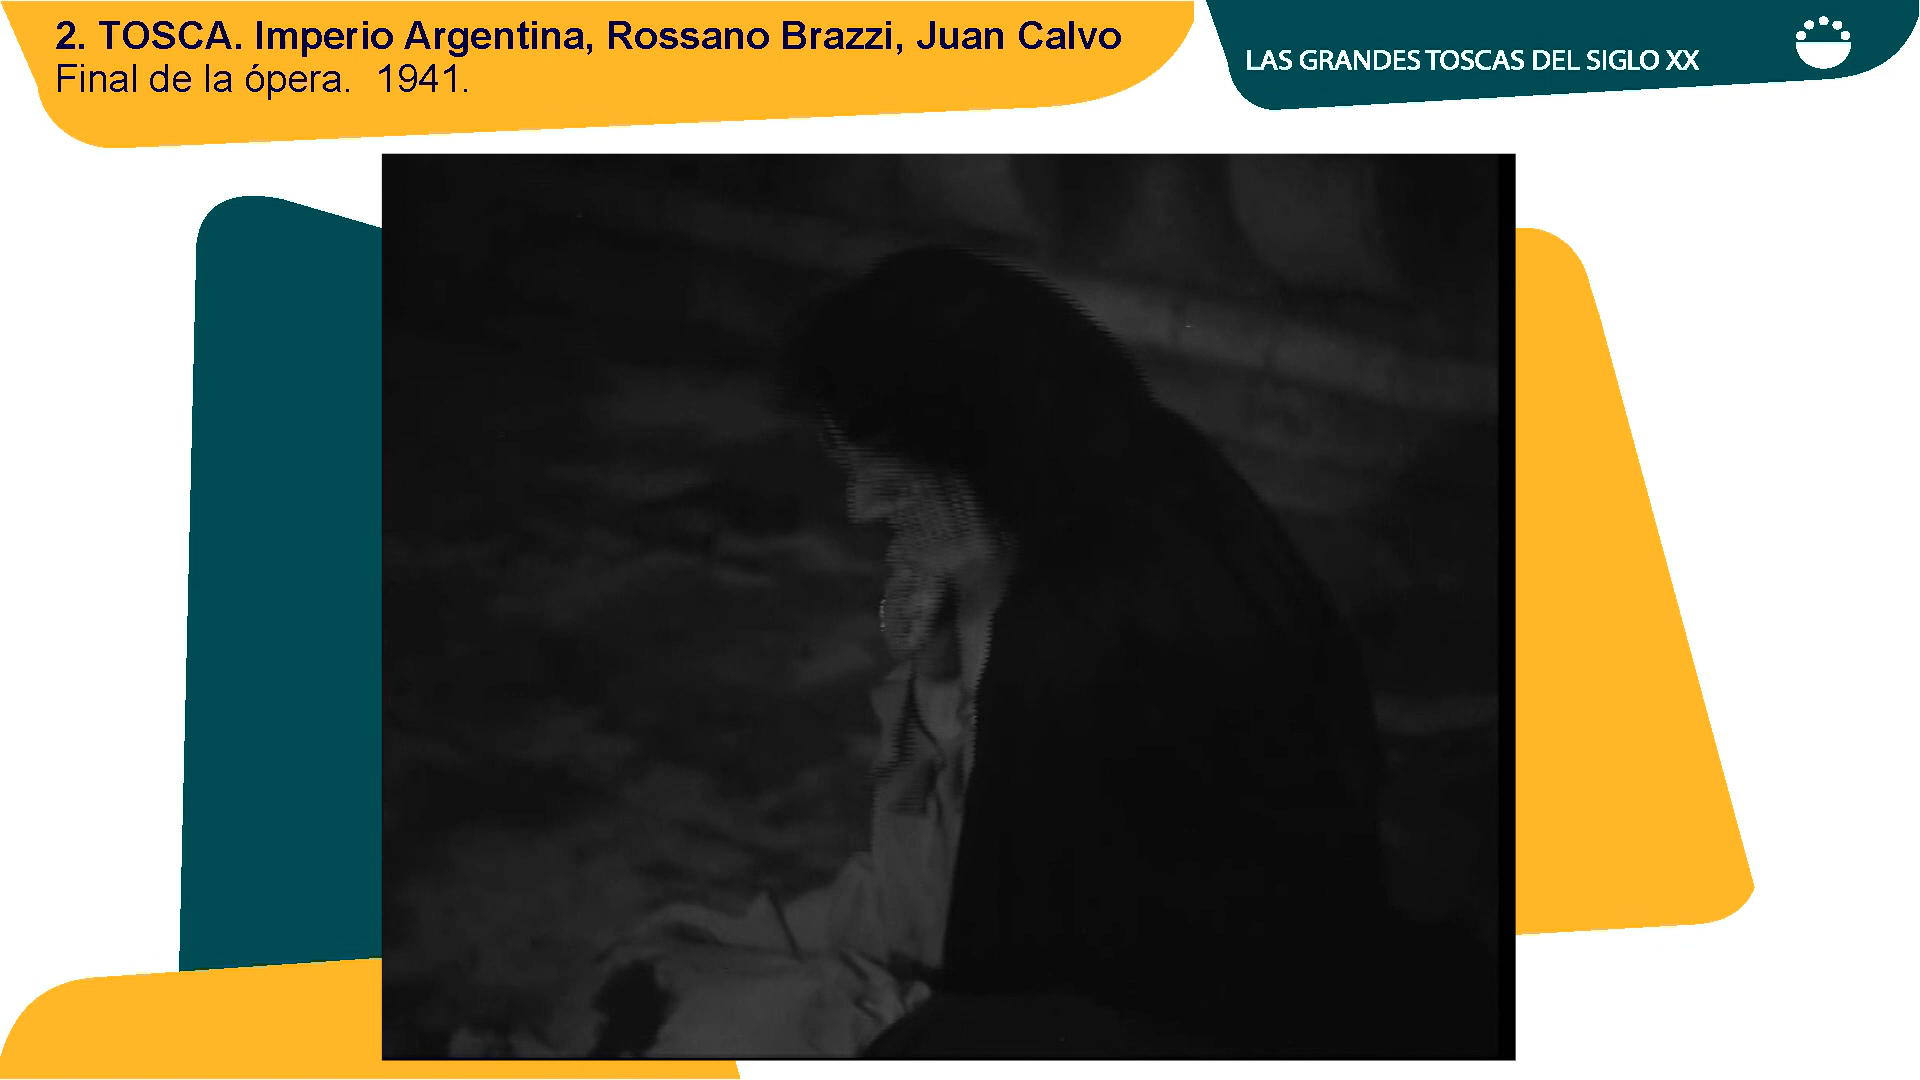 2. TOSCA. Imperio Argentina, Rossano Brazzi, Juan Calvo
Final de la ópera. 1941.
LAS GRANDES TOSCAS DEL SIGLO XX